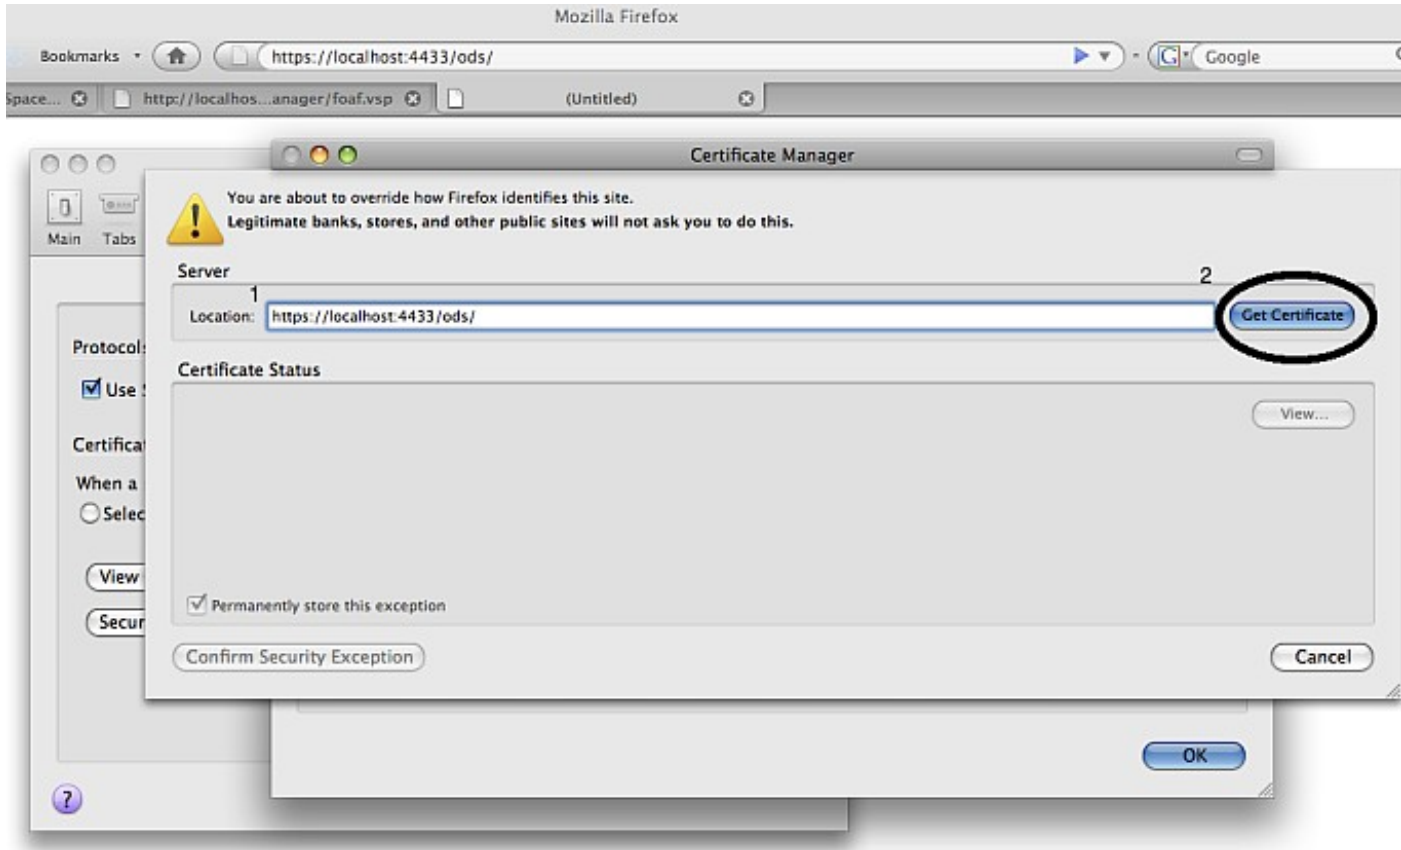 Mozilla Firefox
Bookmarks https://localhost:4433/ods/ Google
Space... http://localhos...anager/foaf.vsp (Untitled)
Certificate Manager
You are about to override how Firefox identifies this site.
Legitimate banks, stores, and other public sites will not ask you to do this.
Main Tabs
Server
1 2
Location: https://localhost:4433/ods/ Get Certificate
Protocol
Certificate Status
Use
View...
Certifica
When a
Selec
View
Permanently store this exception
Secur
Confirm Security Exception Cancel
OK
?